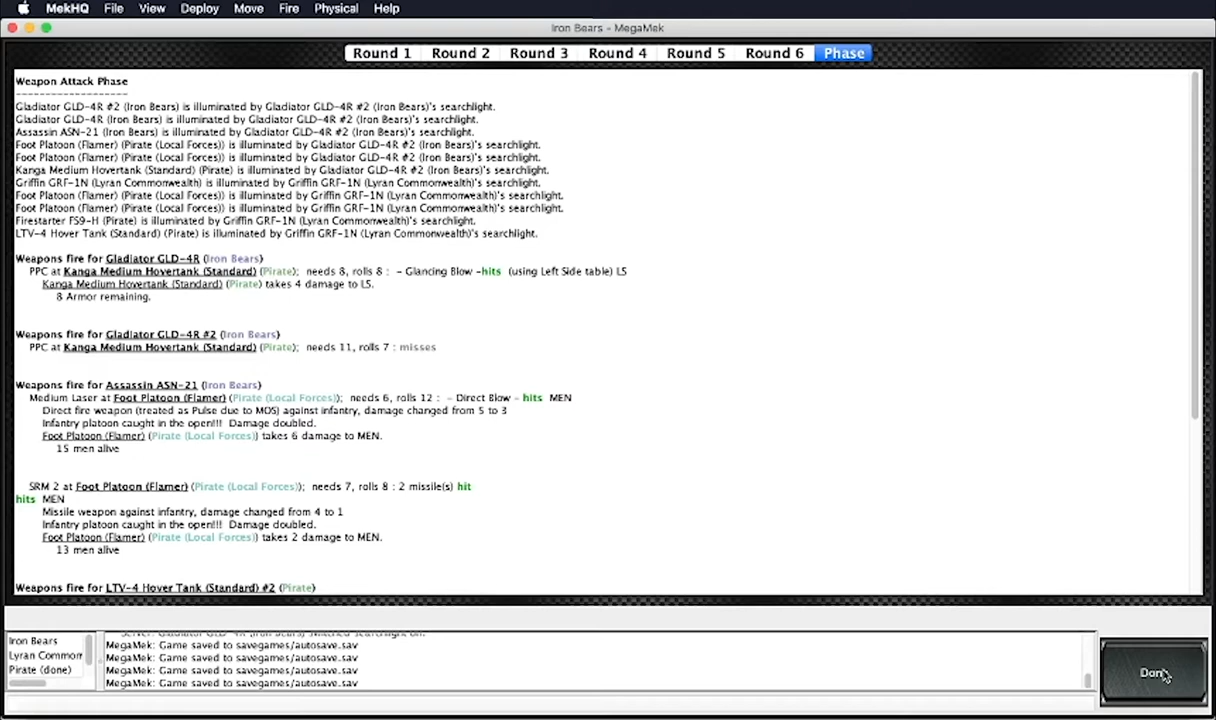 MekHQ File View Deploy Move Fire Physical Help
Iron Bears - MegaMek
Round 1 Round 2 Round 3 Round 4 Round 5 Round 6 Phase
Weapon Attack Phase
--------------------
Gladiator GLD-4R #2 (Iron Bears) is illuminated by Gladiator GLD-4R #2 (Iron Bears)'s searchlight.
Gladiator GLD-4R (Iron Bears) is illuminated by Gladiator GLD-4R #2 (Iron Bears)'s searchlight.
Assassin ASN-21 (Iron Bears) is illuminated by Gladiator GLD-4R #2 (Iron Bears)'s searchlight.
Foot Platoon (Flamer) (Pirate (Local Forces)) is illuminated by Gladiator GLD-4R #2 (Iron Bears)'s searchlight.
Foot Platoon (Flamer) (Pirate (Local Forces)) is illuminated by Gladiator GLD-4R #2 (Iron Bears)'s searchlight.
Kanga Medium Hovertank (Standard) (Pirate) is illuminated by Gladiator GLD-4R #2 (Iron Bears)'s searchlight.
Griffin GRF-1N (Lyran Commonwealth) is illuminated by Griffin GRF-1N (Lyran Commonwealth)'s searchlight.
Foot Platoon (Flamer) (Pirate (Local Forces)) is illuminated by Griffin GRF-1N (Lyran Commonwealth)'s searchlight.
Foot Platoon (Flamer) (Pirate (Local Forces)) is illuminated by Griffin GRF-1N (Lyran Commonwealth)'s searchlight.
Firestarter FS9-H (Pirate) is illuminated by Griffin GRF-1N (Lyran Commonwealth)'s searchlight.
LTV-4 Hover Tank (Standard) (Pirate) is illuminated by Griffin GRF-1N (Lyran Commonwealth)'s searchlight.
Weapons fire for Gladiator GLD-4R (Iron Bears)
PPC at Kanga Medium Hovertank (Standard) (Pirate); needs 8, rolls 8 : - Glancing Blow -hits (using Left Side table) LS
Kanga Medium Hovertank (Standard) (Pirate) takes 4 damage to LS.
8 Armor remaining.
Weapons fire for Gladiator GLD-4R #2 (Iron Bears)
PPC at Kanga Medium Hovertank (Standard) (Pirate); needs 11, rolls 7 : misses
Weapons fire for Assassin ASN-21 (Iron Bears)
Medium Laser at Foot Platoon (Flamer) (Pirate (Local Forces)); needs 6, rolls 12 : - Direct Blow - hits MEN
Direct fire weapon (treated as Pulse due to MOS) against infantry, damage changed from 5 to 3
Infantry platoon caught in the open!!! Damage doubled.
Foot Platoon (Flamer) (Pirate (Local Forces)) takes 6 damage to MEN.
15 men alive
SRM 2 at Foot Platoon (Flamer) (Pirate (Local Forces)); needs 7, rolls 8 : 2 missile(s) hit
hits MEN
Missile weapon against infantry, damage changed from 4 to 1
Infantry platoon caught in the open!!! Damage doubled.
Foot Platoon (Flamer) (Pirate (Local Forces)) takes 2 damage to MEN.
13 men alive
Weapons fire for LTV-4 Hover Tank (Standard) #2 (Pirate)
Iron Bears
Lyran Common
Pirate (done)
Server: Gladiator GLD-4R (Iron Bears) switched searchlight on.
MegaMek: Game saved to savegames/autosave.sav
MegaMek: Game saved to savegames/autosave.sav
MegaMek: Game saved to savegames/autosave.sav
MegaMek: Game saved to savegames/autosave.sav
Done